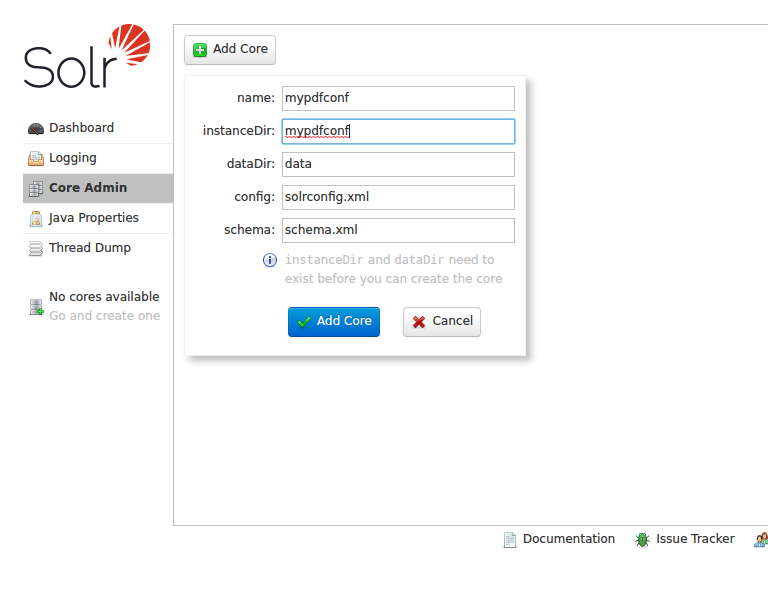 Solr
Add Core
name: mypdfconf
instanceDir: mypdfconf
dataDir: data
config: solrconfig.xml
schema: schema.xml
instanceDir and dataDir need to
exist before you can create the core
Add Core Cancel
Dashboard
Logging
Core Admin
Java Properties
Thread Dump
No cores available
Go and create one
Documentation Issue Tracker